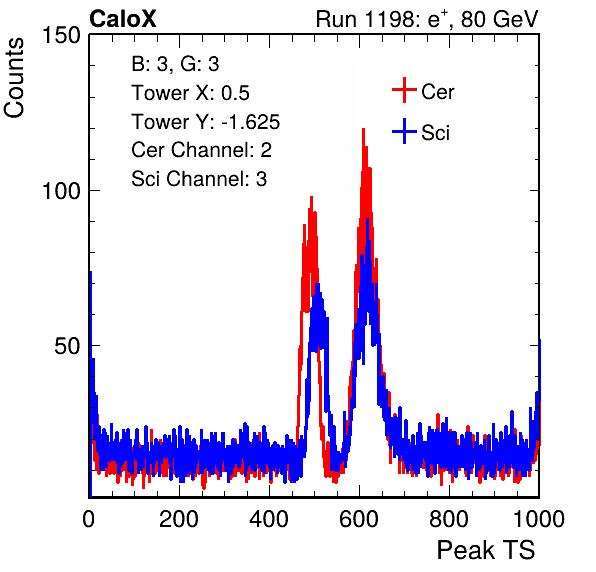 CaloX Run 1198: e⁺, 80 GeV
Counts
150
100
50
B: 3, G: 3
Tower X: 0.5
Tower Y: -1.625
Cer Channel: 2
Sci Channel: 3
Cer
Sci
0 200 400 600 800 1000
Peak TS